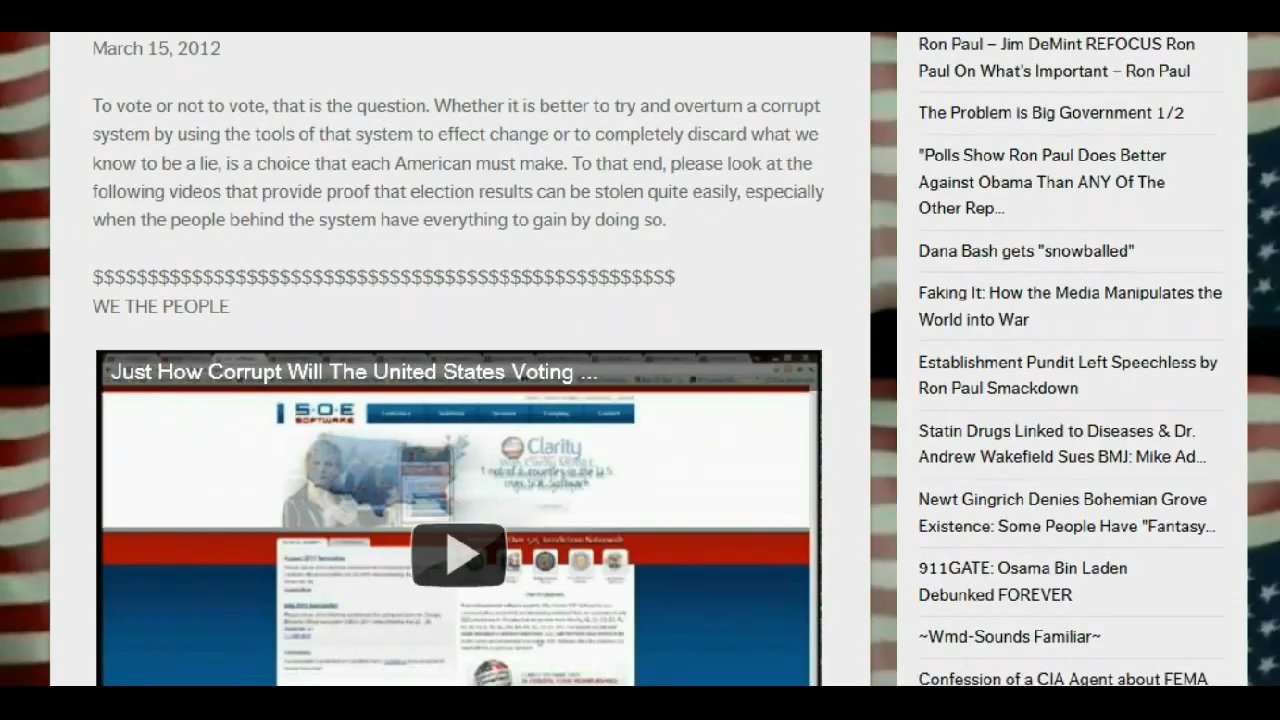 March 15, 2012
To vote or not to vote, that is the question. Whether it is better to try and overturn a corrupt
system by using the tools of that system to effect change or to completely discard what we
know to be a lie, is a choice that each American must make. To that end, please look at the
following videos that provide proof that election results can be stolen quite easily, especially
when the people behind the system have everything to gain by doing so.
$$$$$$$$$$$$$$$$$$$$$$$$$$$$$$$$$$$$$$$$$$$$$$$$$$$$$
WE THE PEOPLE
Just How Corrupt Will The United States Voting ...
S·O·E
SOFTWARE
Clarity
Ron Paul – Jim DeMint REFOCUS Ron
Paul On What's Important – Ron Paul
The Problem is Big Government 1/2
"Polls Show Ron Paul Does Better
Against Obama Than ANY Of The
Other Rep...
Dana Bash gets "snowballed"
Faking It: How the Media Manipulates the
World into War
Establishment Pundit Left Speechless by
Ron Paul Smackdown
Statin Drugs Linked to Diseases & Dr.
Andrew Wakefield Sues BMJ: Mike Ad...
Newt Gingrich Denies Bohemian Grove
Existence: Some People Have "Fantasy...
911GATE: Osama Bin Laden
Debunked FOREVER
~Wmd-Sounds Familiar~
Confession of a CIA Agent about FEMA